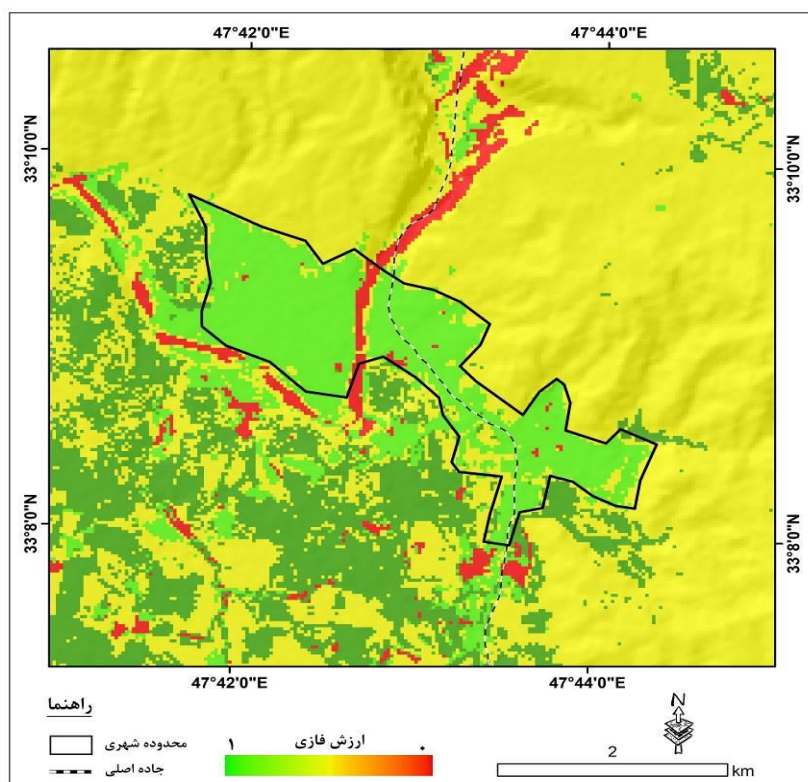 47°42'0"E
47°44'0"E
33°10'0"N
33°10'0"N
33°8'0"N
33°8'0"N
47°42'0"E
47°44'0"E
راهنما
محدوده شهری
جاده اصلی
۱ ارزش فازی ۰
N
2
km